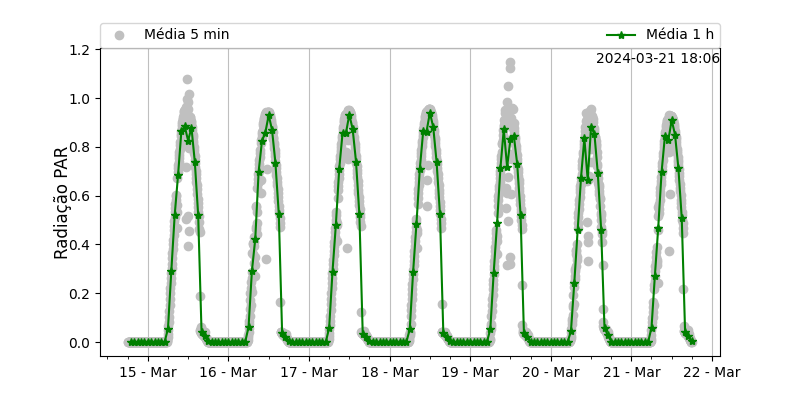 Média 5 min
Média 1 h
2024-03-21 18:06
Radiação PAR
1.2
1.0
0.8
0.6
0.4
0.2
0.0
15 - Mar
16 - Mar
17 - Mar
18 - Mar
19 - Mar
20 - Mar
21 - Mar
22 - Mar